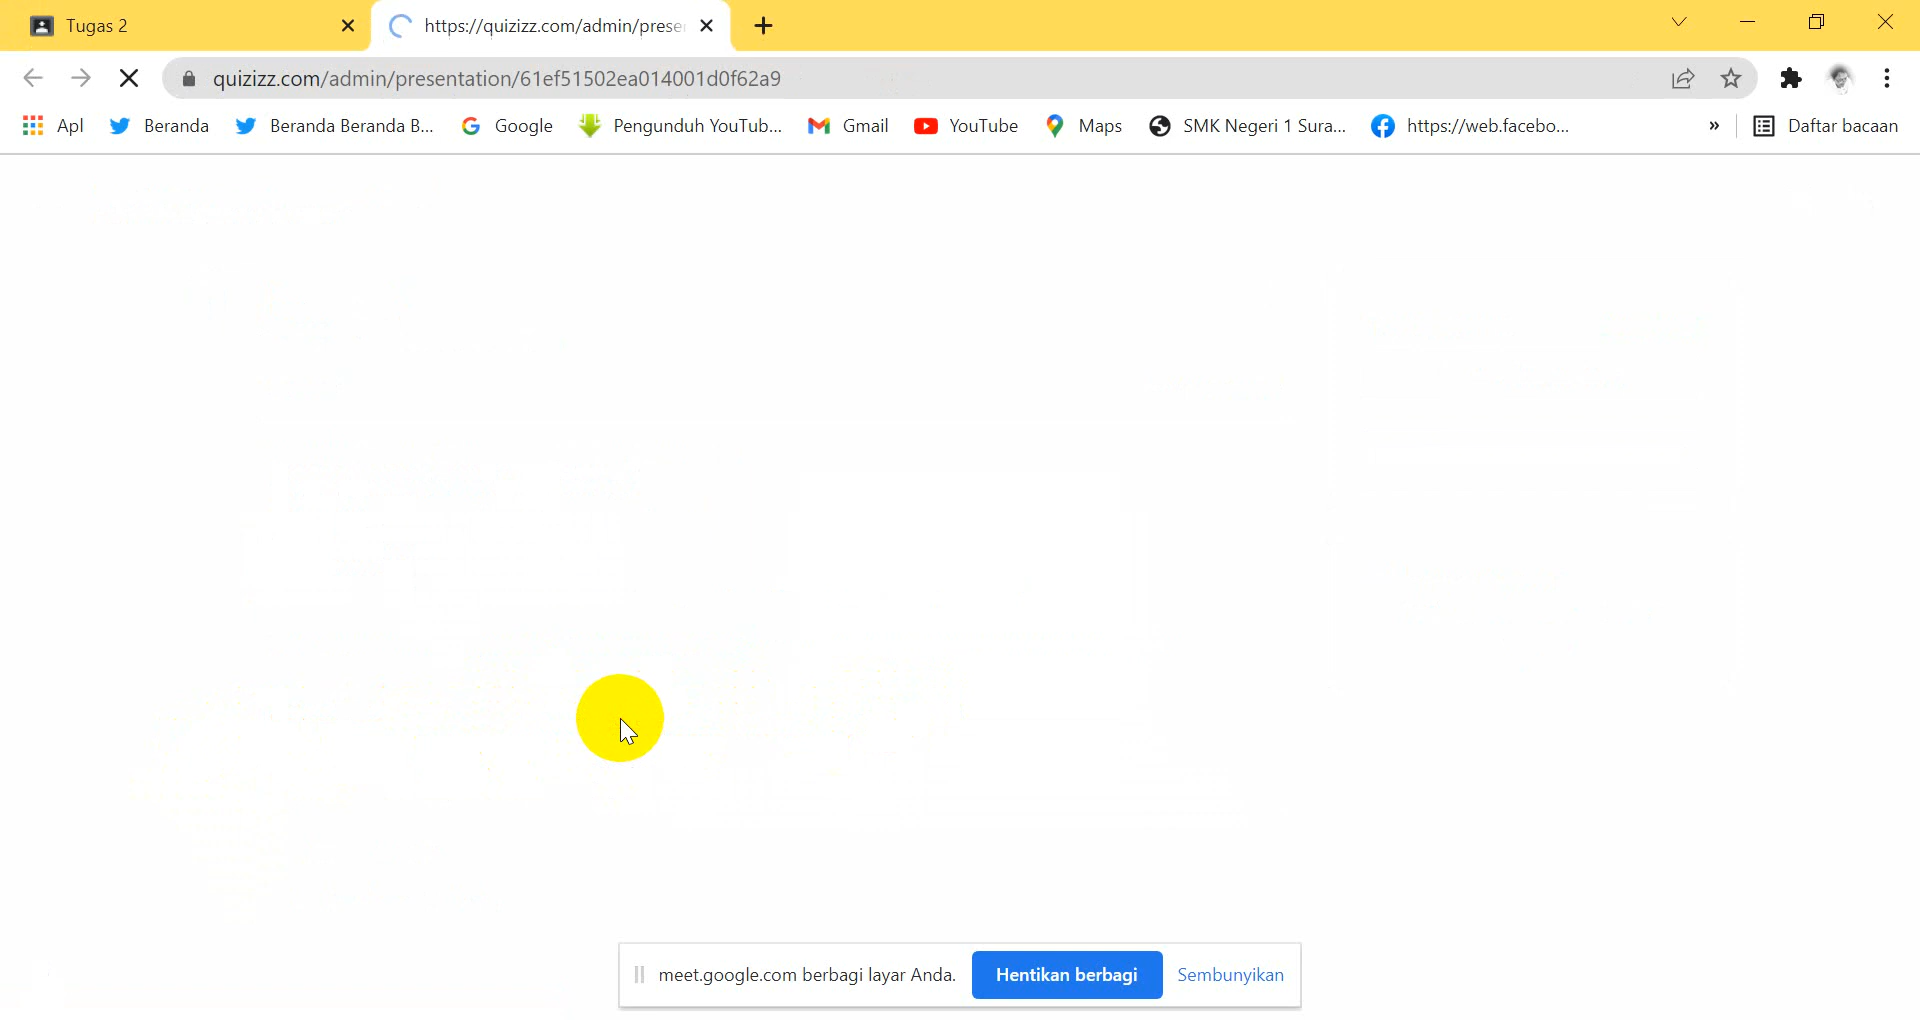 Tugas 2
https://quizizz.com/admin/prese
quizizz.com/admin/presentation/61ef51502ea014001d0f62a9
Apl Beranda Beranda Beranda B... Google Pengunduh YouTub... Gmail YouTube Maps SMK Negeri 1 Sura... https://web.facebo... » Daftar bacaan
meet.google.com berbagi layar Anda. Hentikan berbagi Sembunyikan